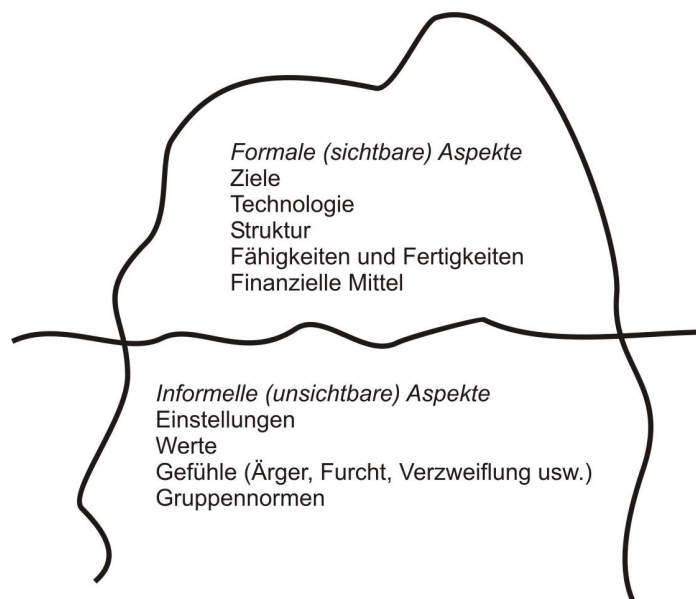 Formale (sichtbare) Aspekte
Ziele
Technologie
Struktur
Fähigkeiten und Fertigkeiten
Finanzielle Mittel
Informelle (unsichtbare) Aspekte
Einstellungen
Werte
Gefühle (Ärger, Furcht, Verzweiflung usw.)
Gruppennormen